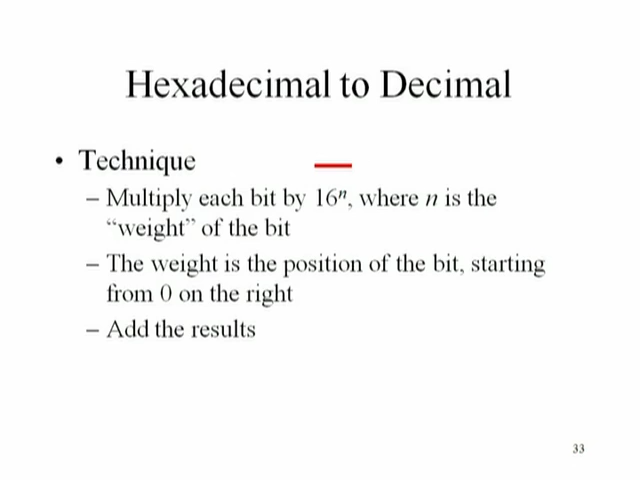 Hexadecimal to Decimal
• Technique
– Multiply each bit by 16ⁿ, where n is the
“weight” of the bit
– The weight is the position of the bit, starting
from 0 on the right
– Add the results
33